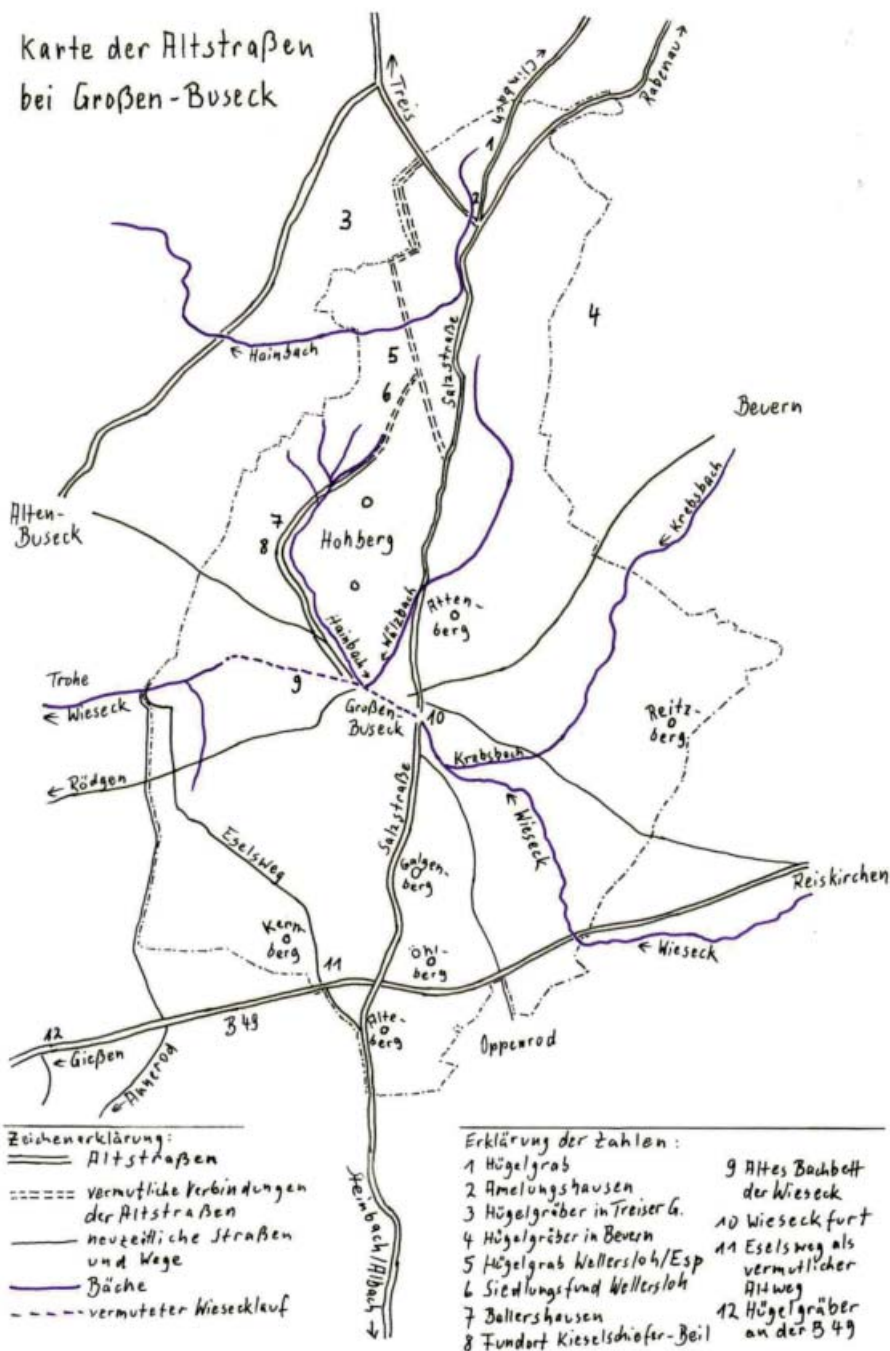 Karte der Altstraßen
bei Großen-Buseck
← Treis
Climbach →
Rabenau →
1
2
3
4
← Hainbach
5
6
Salzstraße
Beuern
Alten-
Buseck
7
8
Hohberg
← Krebsbach
Hainbach →
← Wälzbach
Atten-
berg
Trohe
← Wieseck
9
Großen-
Buseck
10
Reitz-
berg
← Rödgen
Krebsbach
← Wieseck
Salzstraße
Eselsweg
Galgen-
berg
Reiskirchen
Kern-
berg
Öhl-
berg
← Wieseck
11
12
← Gießen
B 49
Alte-
berg
Oppenrod
← Annerod
Steinbach/Albach →
Zeichenerklärung:
Altstraßen
vermutliche Verbindungen
der Altstraßen
neuzeitliche Straßen
und Wege
Bäche
vermuteter Wiesecklauf
Erklärung der Zahlen:
1 Hügelgrab
2 Amelungshausen
3 Hügelgräber in Treiser G.
4 Hügelgräber in Beuern
5 Hügelgrab Wellersloh/Esp
6 Siedlungsfund Wellersloh
7 Ballershausen
8 Fundort Kieselschiefer-Beil
9 Altes Bachbett
der Wieseck
10 Wieseckfurt
11 Eselsweg als
vermutlicher
Altweg
12 Hügelgräber
an der B 49